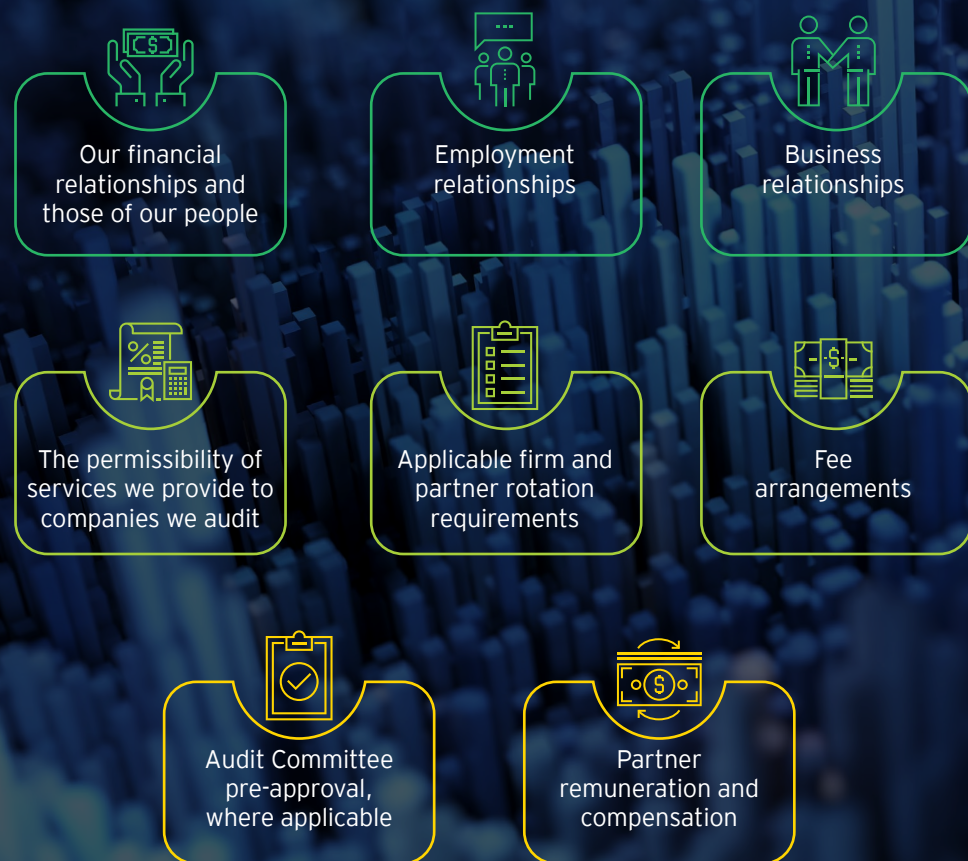 Our financial
relationships and
those of our people
Employment
relationships
Business
relationships
The permissibility of
services we provide to
companies we audit
Applicable firm and
partner rotation
requirements
Fee
arrangements
Audit Committee
pre-approval,
where applicable
Partner
remuneration and
compensation